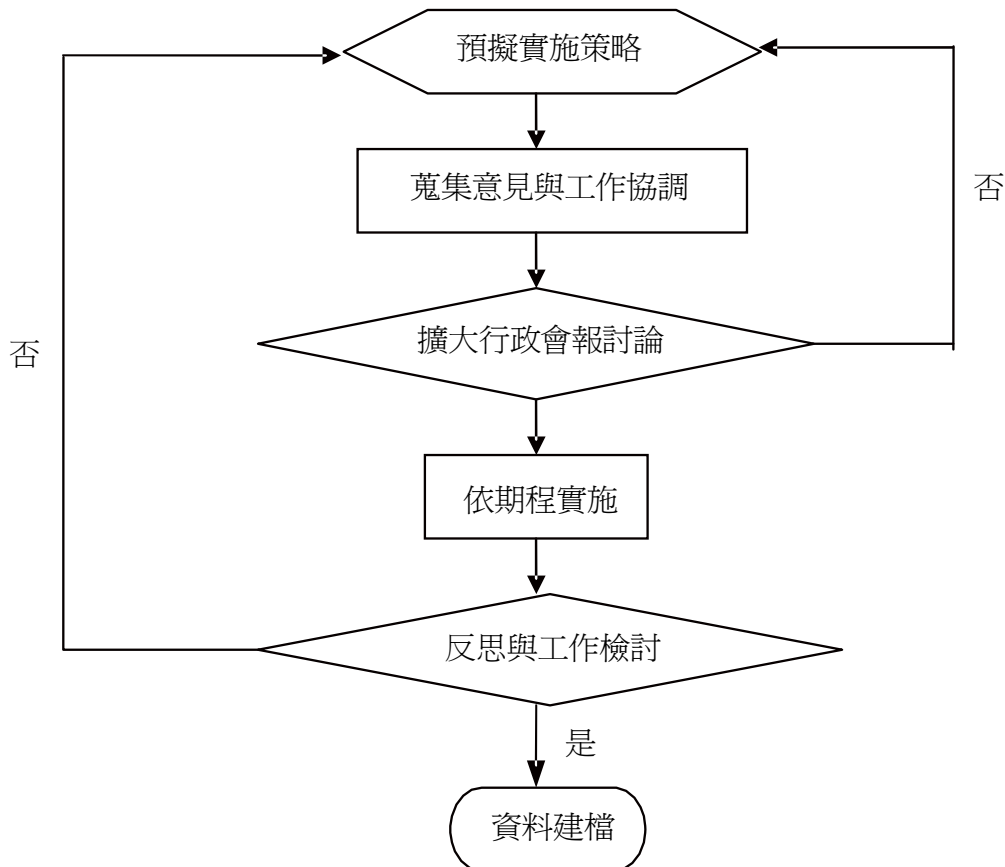 預擬實施策略
蒐集意見與工作協調
否
擴大行政會報討論
否
依期程實施
反思與工作檢討
是
資料建檔